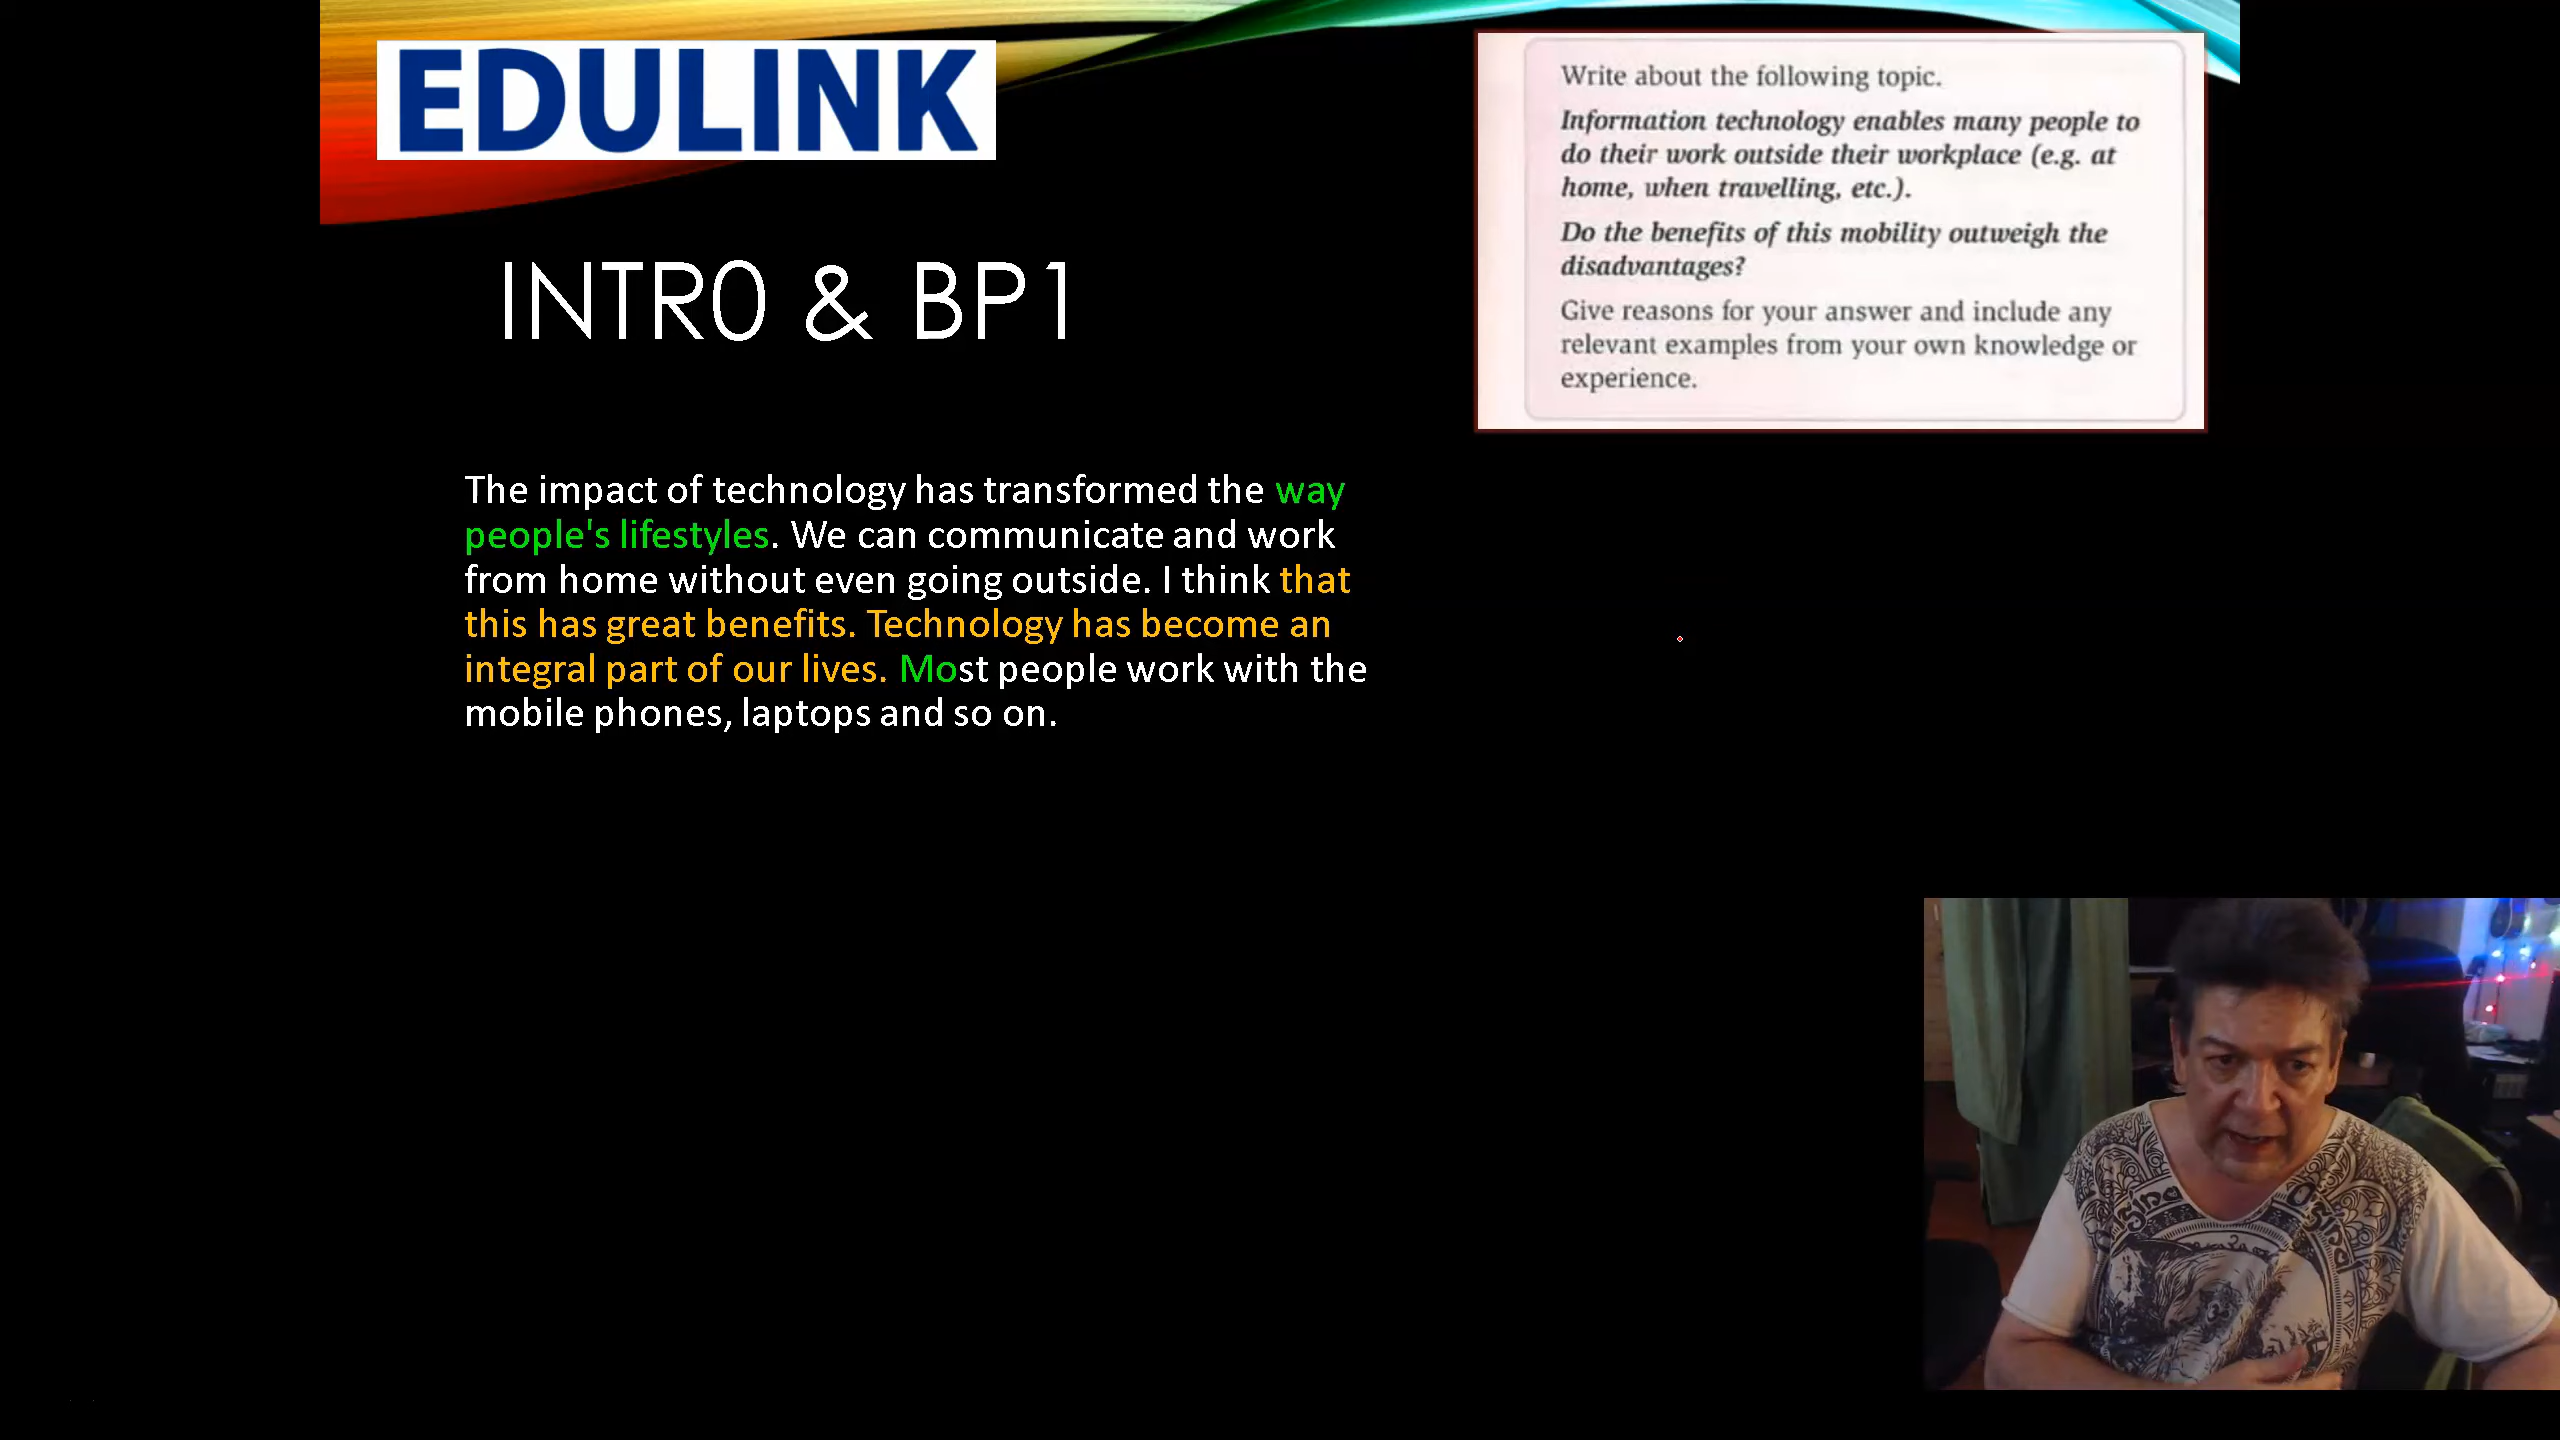 EDULINK
INTR0 & BP1
The impact of technology has transformed the way
people's lifestyles. We can communicate and work
from home without even going outside. I think that
this has great benefits. Technology has become an
integral part of our lives. Most people work with the
mobile phones, laptops and so on.
Write about the following topic.
Information technology enables many people to
do their work outside their workplace (e.g. at
home, when travelling, etc.).
Do the benefits of this mobility outweigh the
disadvantages?
Give reasons for your answer and include any
relevant examples from your own knowledge or
experience.